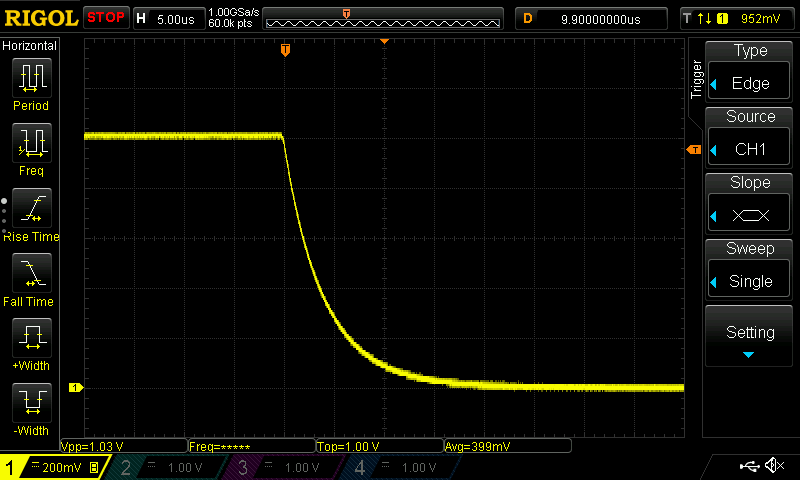 RIGOL STOP H 5.00us 1.00GSa/s 60.0k pts T D 9.90000000us T 1 952mV
Horizontal
Period
Freq
Rise Time
Fall Time
+Width
-Width
T
T
1
Trigger
Type
Edge
Source
CH1
Slope
Sweep
Single
Setting
Vpp=1.03 V Freq=***** Top=1.00 V Avg=399mV
1 200mV B 2 1.00 V 3 1.00 V 4 1.00 V